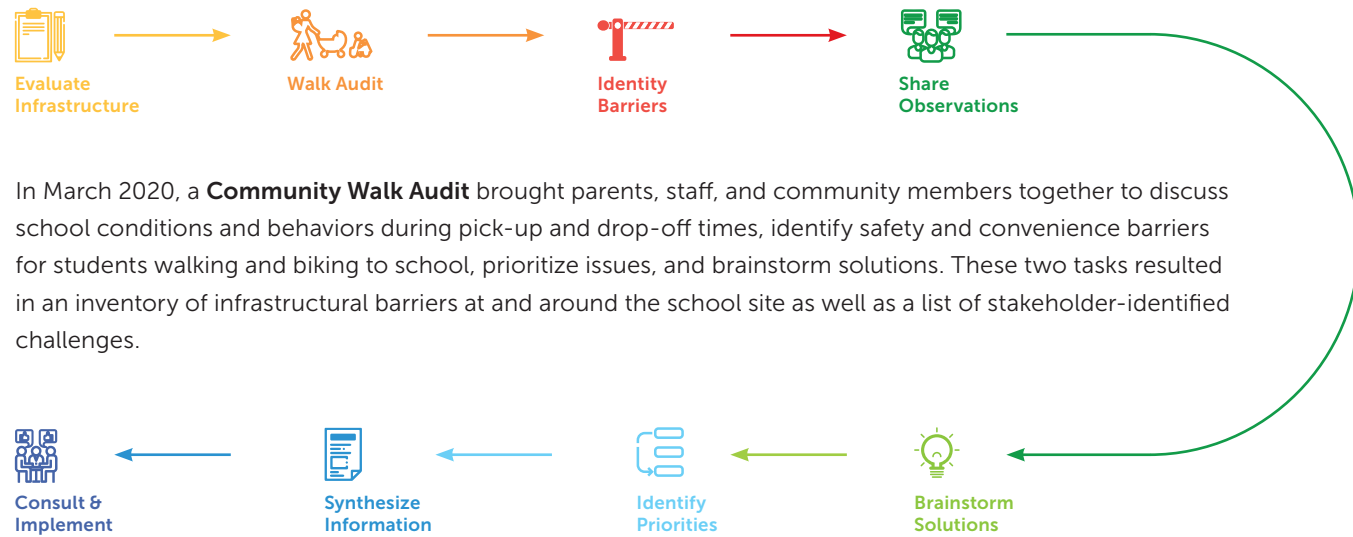 Evaluate
Infrastructure
Walk Audit
Identity
Barriers
Share
Observations
In March 2020, a Community Walk Audit brought parents, staff, and community members together to discuss
school conditions and behaviors during pick-up and drop-off times, identify safety and convenience barriers
for students walking and biking to school, prioritize issues, and brainstorm solutions. These two tasks resulted
in an inventory of infrastructural barriers at and around the school site as well as a list of stakeholder-identified
challenges.
Consult &
Implement
Synthesize
Information
Identify
Priorities
Brainstorm
Solutions